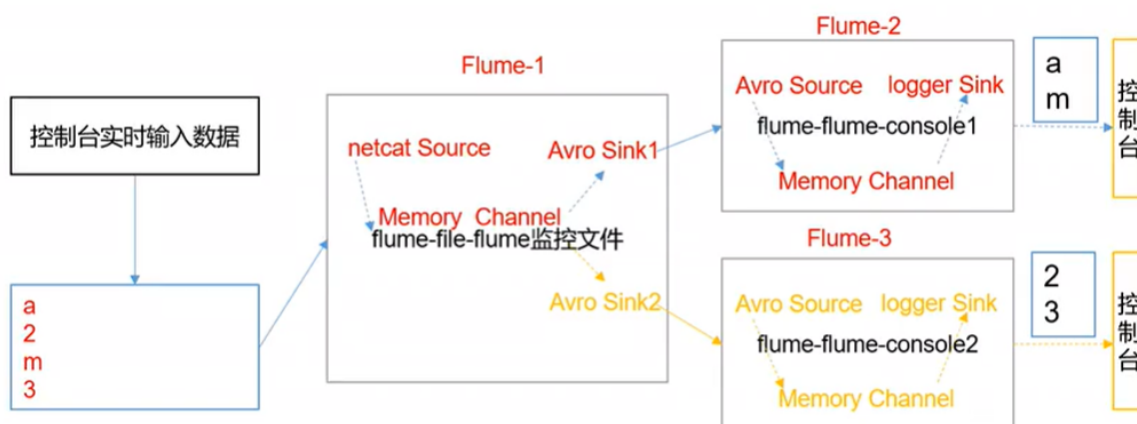 控制台实时输入数据
a
2
m
3
Flume-1
netcat Source
Avro Sink1
Memory Channel
flume-file-flume监控文件
Avro Sink2
Flume-2
Avro Source
logger Sink
flume-flume-console1
Memory Channel
a
m
控
制
台
Flume-3
Avro Source
logger Sink
flume-flume-console2
Memory Channel
2
3
控
制
台